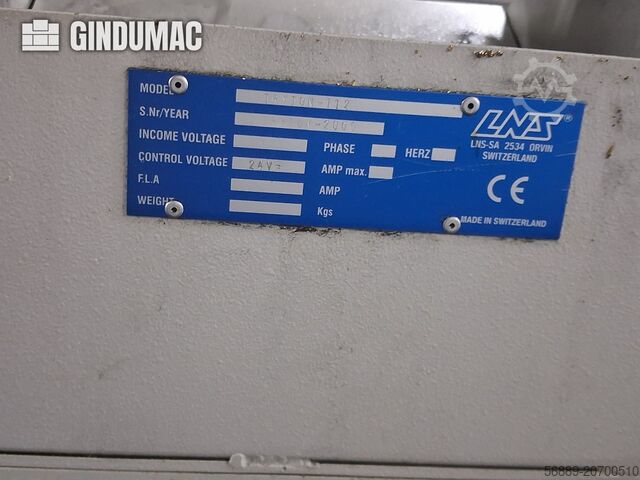 GINDUMAC
MODEL
S.Nr/YEAR
INCOME VOLTAGE PHASE HERZ
CONTROL VOLTAGE 24V= AMP max.
F.L.A AMP
WEIGHT Kgs
LNS®
LNS-SA 2534 ORVIN
SWITZERLAND
CE
MADE IN SWITZERLAND
56889-20700510